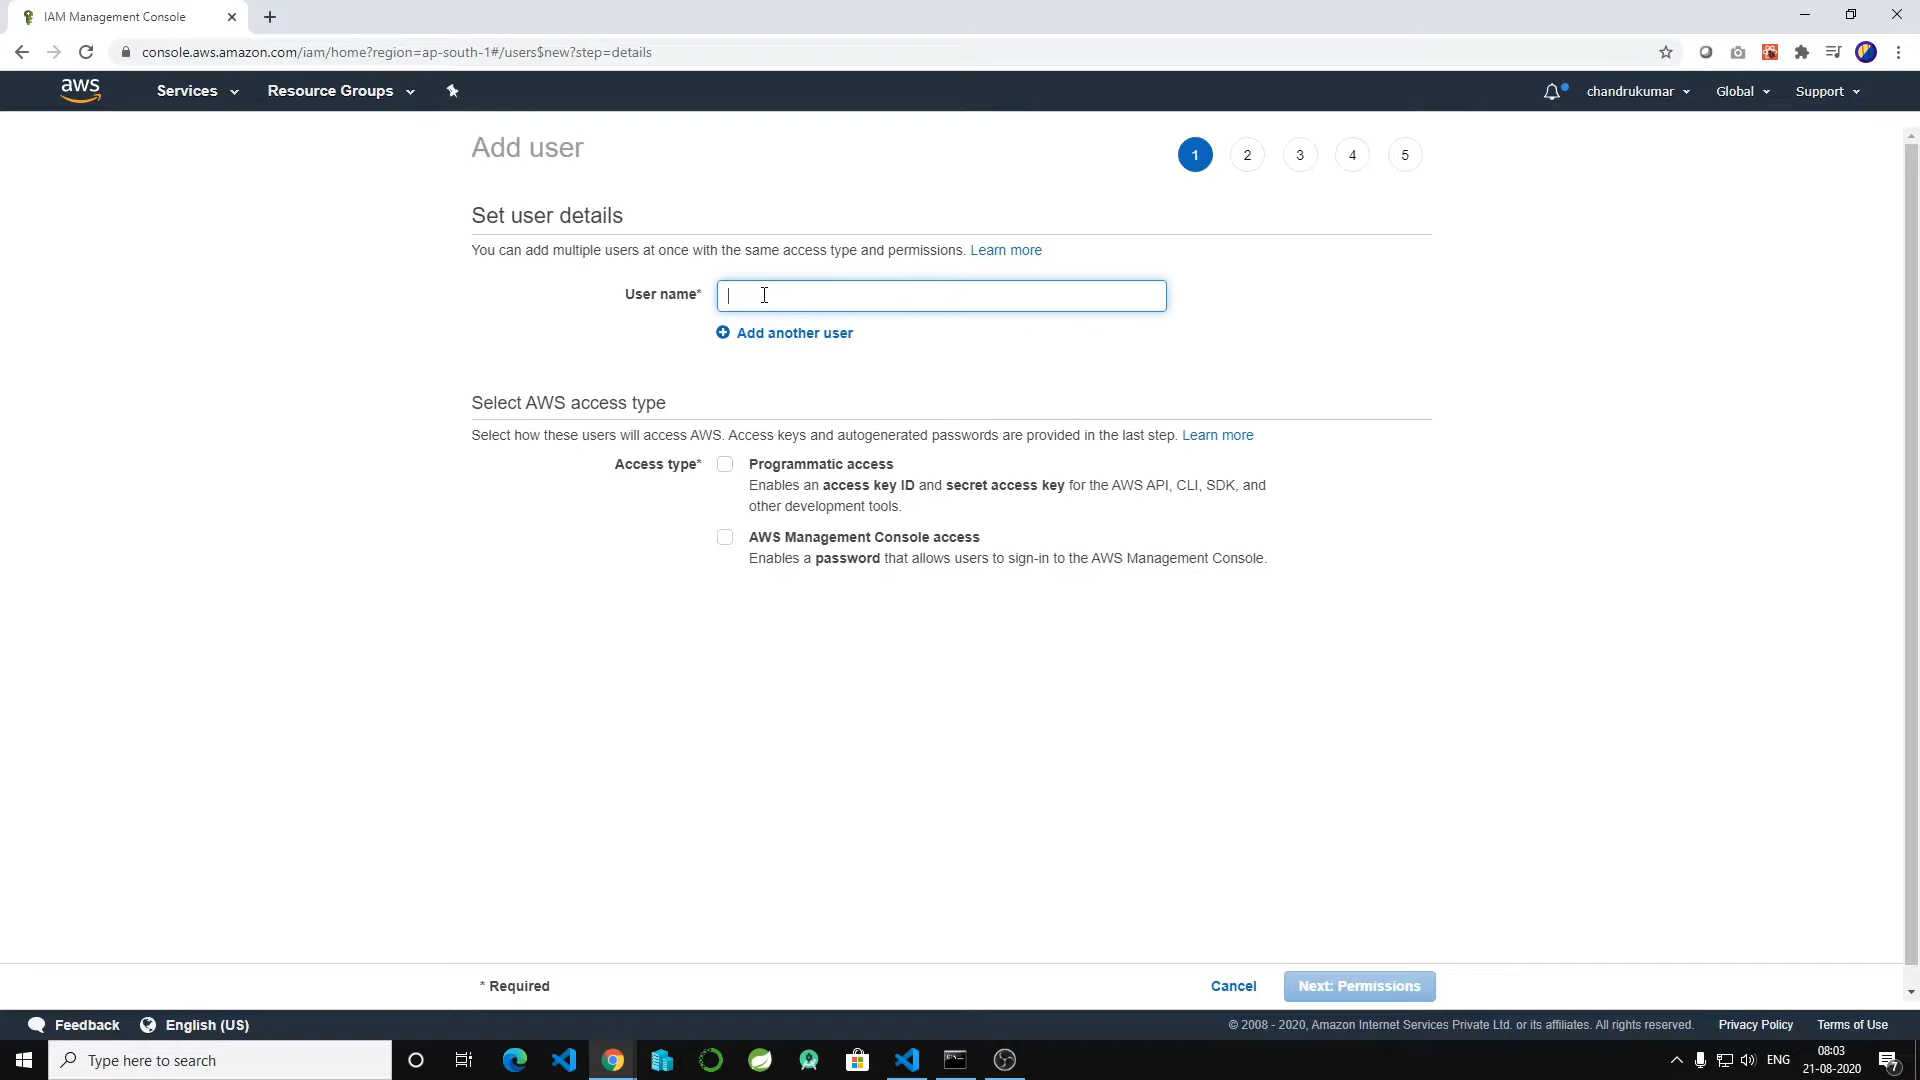 IAM Management Console
console.aws.amazon.com/iam/home?region=ap-south-1#/users$new?step=details
aws
Services
Resource Groups
chandrukumar
Global
Support
Add user
1
2
3
4
5
Set user details
You can add multiple users at once with the same access type and permissions. Learn more
User name*
Add another user
Select AWS access type
Select how these users will access AWS. Access keys and autogenerated passwords are provided in the last step. Learn more
Access type*
Programmatic access
Enables an access key ID and secret access key for the AWS API, CLI, SDK, and
other development tools.
AWS Management Console access
Enables a password that allows users to sign-in to the AWS Management Console.
* Required
Cancel
Next: Permissions
Feedback
English (US)
© 2008 - 2020, Amazon Internet Services Private Ltd. or its affiliates. All rights reserved.
Privacy Policy
Terms of Use
Type here to search
ENG
08:03
21-08-2020
7